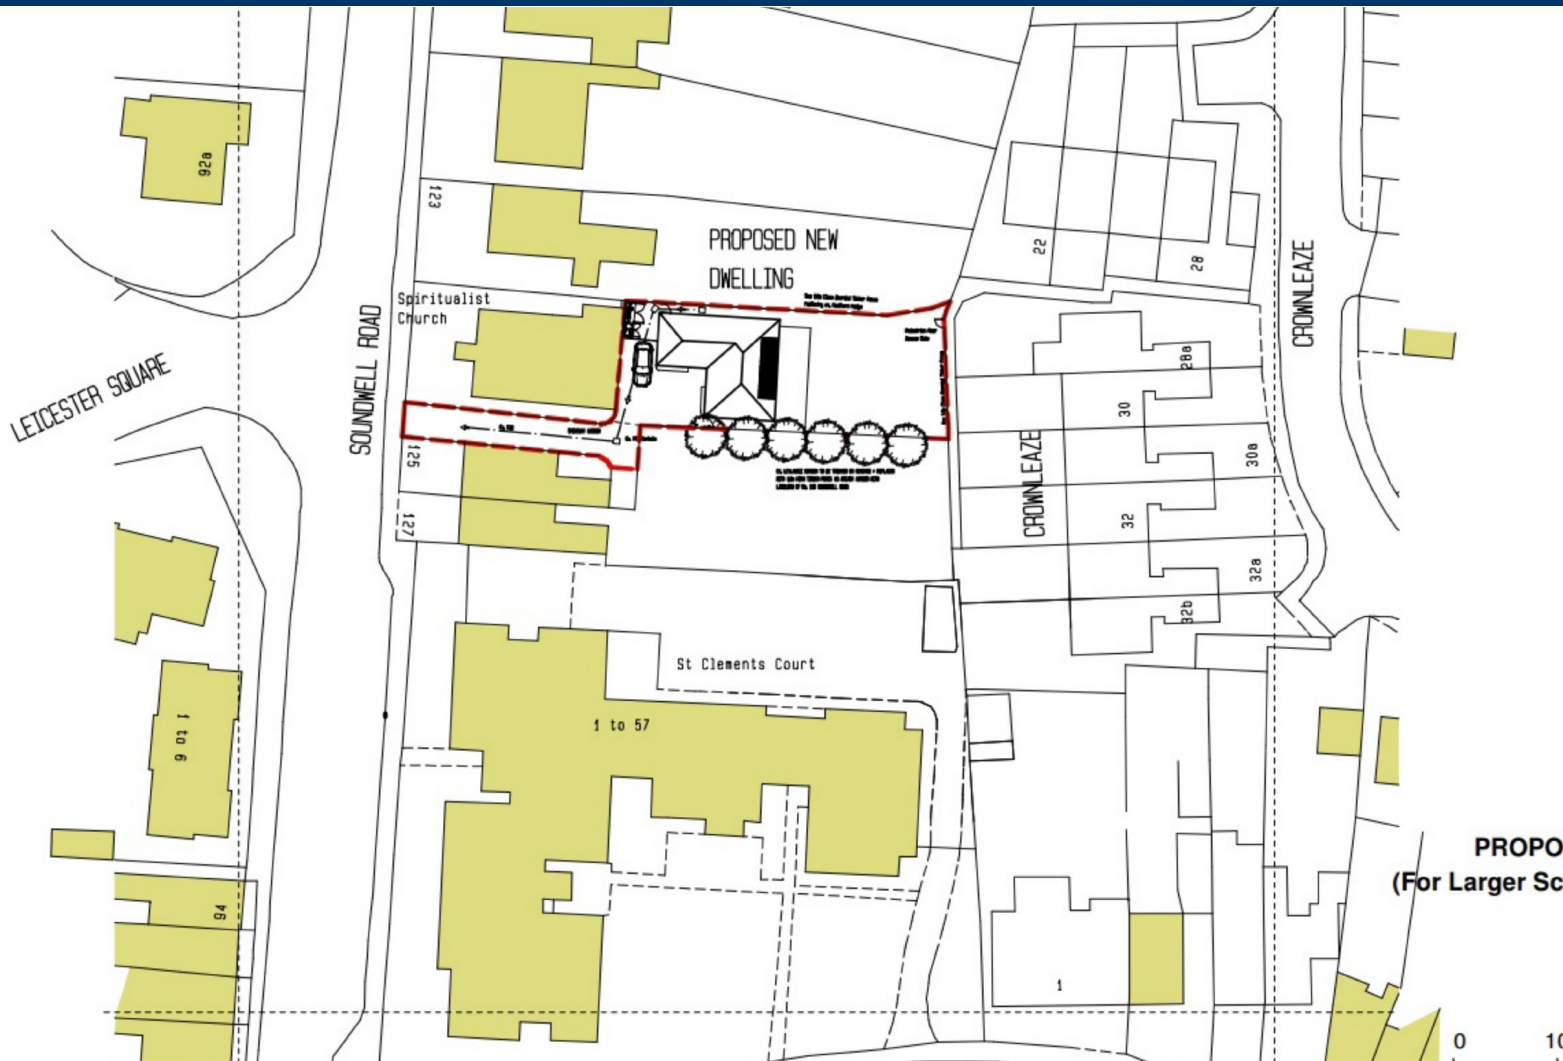 92a
123
PROPOSED NEW
DWELLING
22
28
CROWNLEAZE
Spiritualist
Church
SOUNDWELL ROAD
LEICESTER SQUARE
28a
30
CROWNLEAZE
30a
125
127
32
32a
32b
St Clements Court
1 to 57
1 to 6
94
1
PROPO
(For Larger Sc
0 10